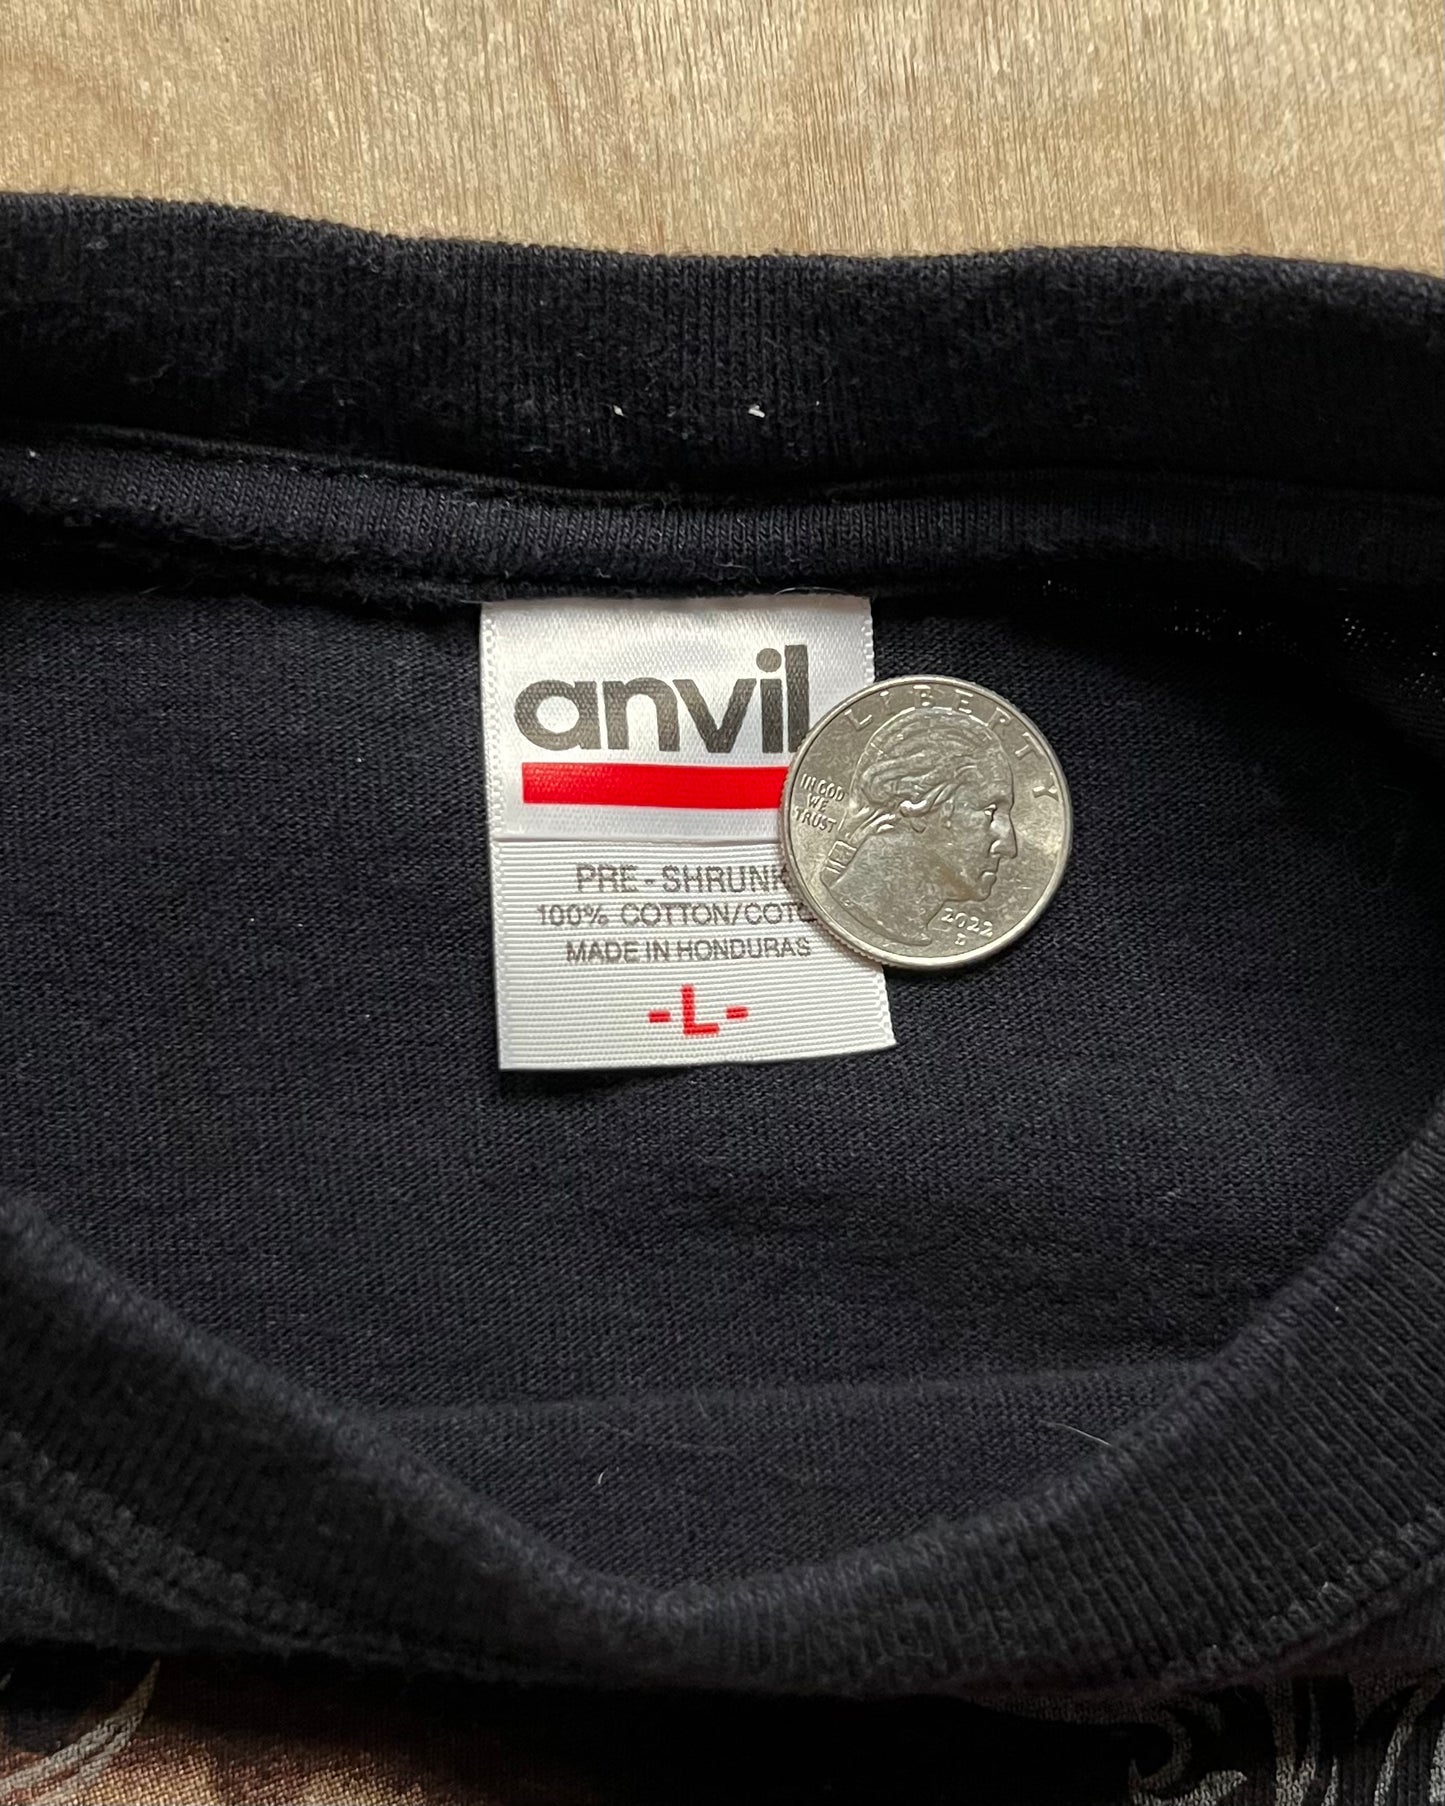 anvil
PRE-SHRUNK
100% COTTON/COTO
MADE IN HONDURAS
-L-
LIBERTY
IN GOD
WE
TRUST
2022
D